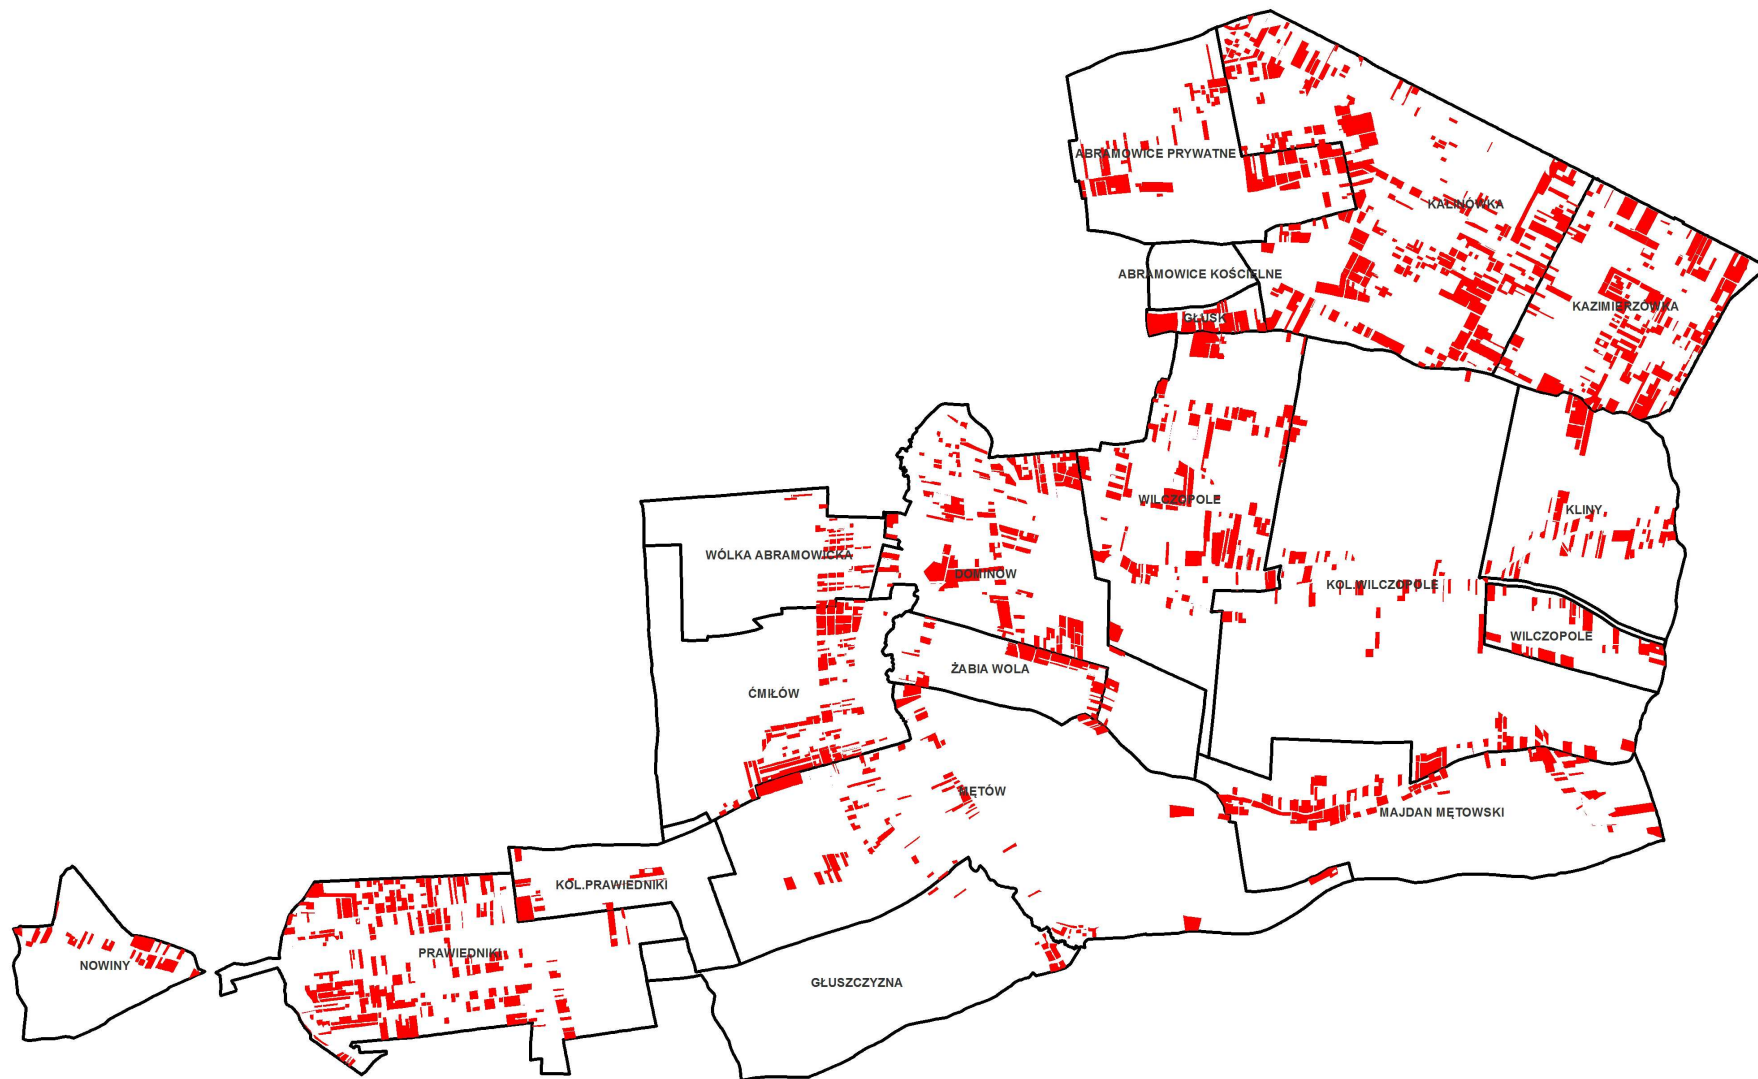 ABRAMOWICE PRYWATNE
KALINÓWKA
ABRAMOWICE KOŚCIELNE
KAZIMIERZÓWKA
GŁUSK
WILCZOPOLE
KLINY
WÓLKA ABRAMOWICKA
DOMINÓW
KOL.WILCZOPOLE
WILCZOPOLE
ŻABIA WOLA
ĆMIŁÓW
MĘTÓW
MAJDAN MĘTOWSKI
KOL.PRAWIEDNIKI
PRAWIEDNIKI
NOWINY
GŁUSZCZYZNA